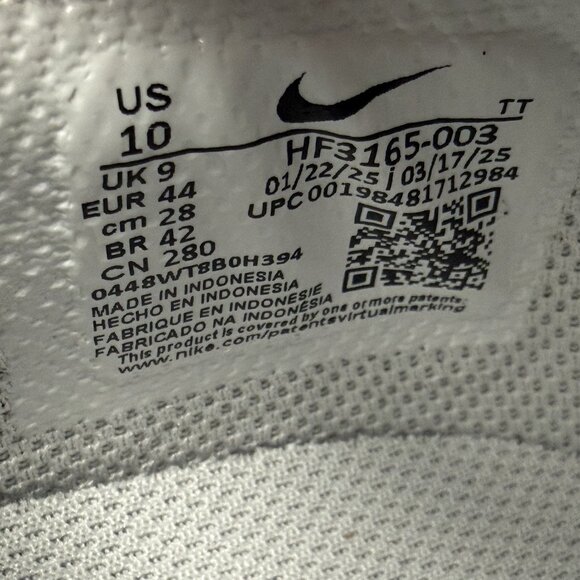 US
10
UK 9
EUR 44
cm 28
BR 42
CN 280
TT
HF3165-003
01/22/25 | 03/17/25
UPC 00198481712984
0448WT8B0H394
MADE IN INDONESIA
HECHO EN INDONESIA
FABRIQUE EN INDONÉSIE
FABRICADO NA INDONÉSIA
This product is covered by one or more patents.
www.nike.com/patentsvirtualmarking